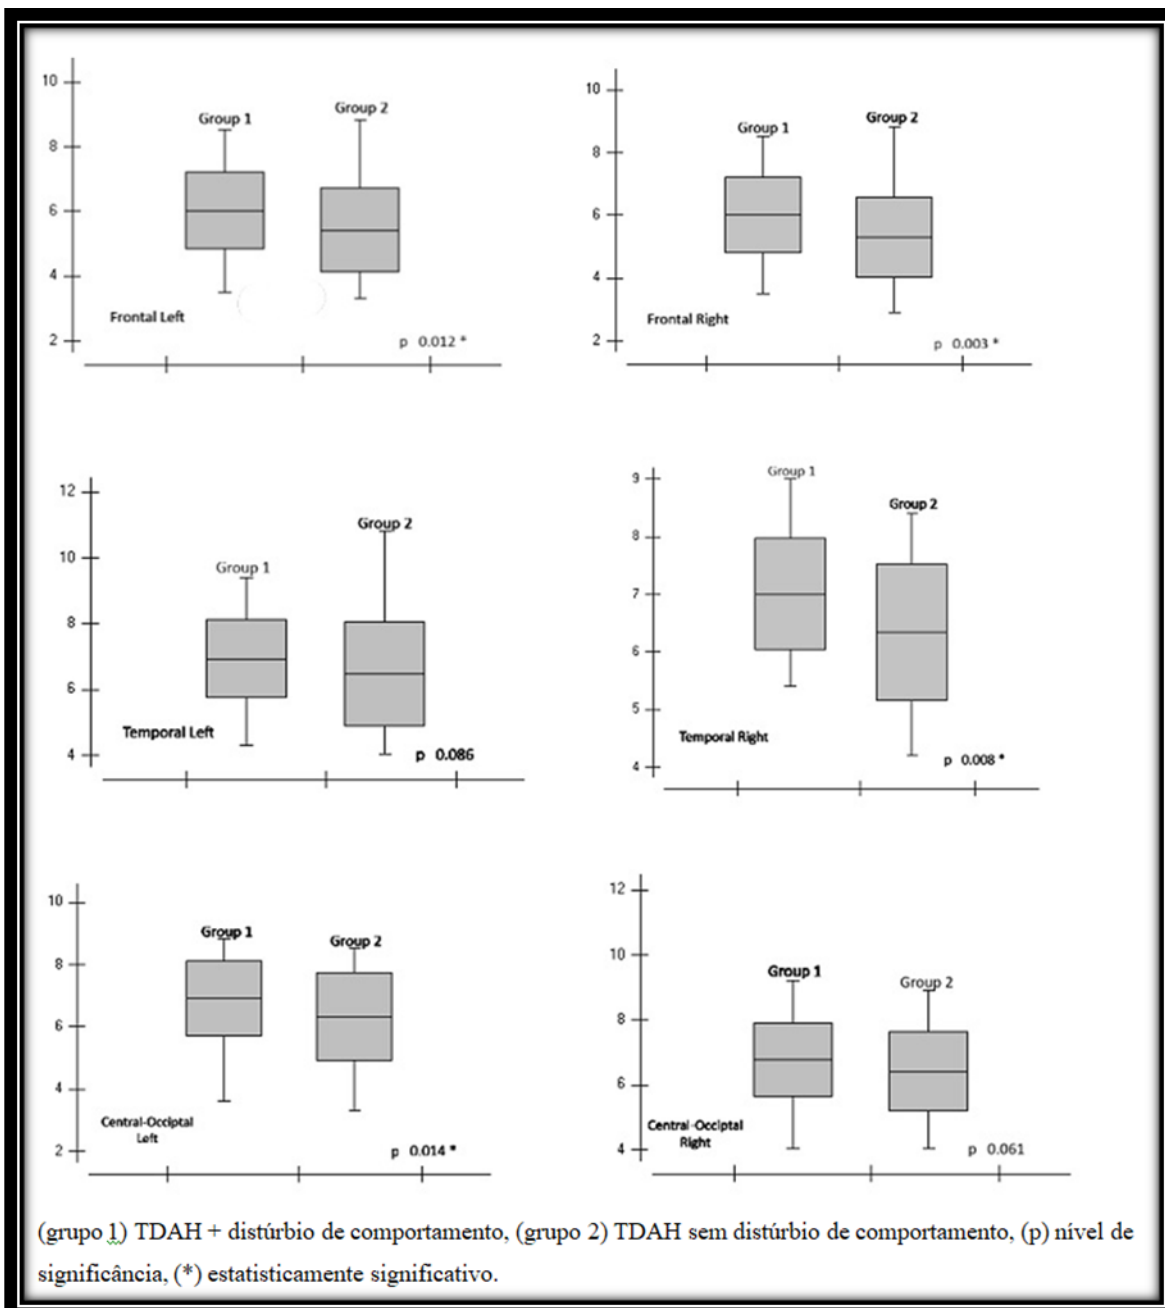 10
8
6
4
2
Group 1
Group 2
Frontal Left
p 0.012 *
10
8
6
4
2
Group 1
Group 2
Frontal Right
p 0.003 *
12
10
8
6
4
Group 1
Group 2
Temporal Left
p 0.086
9
8
7
6
5
4
Group 1
Group 2
Temporal Right
p 0.008 *
10
8
6
4
2
Group 1
Group 2
Central-Occiptal
Left
p 0.014 *
12
10
8
6
4
Group 1
Group 2
Central-Occiptal
Right
p 0.061
(grupo 1) TDAH + distúrbio de comportamento, (grupo 2) TDAH sem distúrbio de comportamento, (p) nível de
significância, (*) estatisticamente significativo.